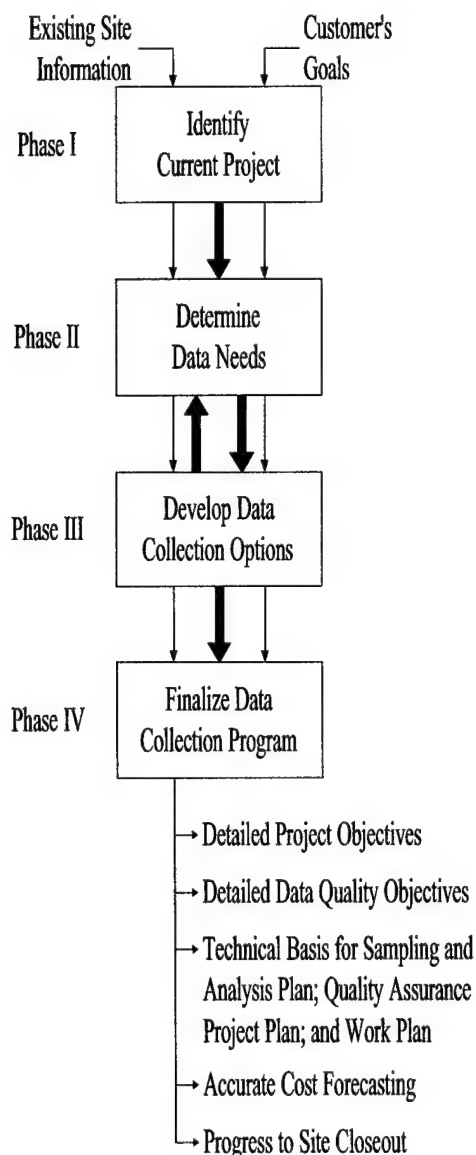 Existing Site
Information
Customer's
Goals
Phase I
Identify
Current Project
Phase II
Determine
Data Needs
Phase III
Develop Data
Collection Options
Phase IV
Finalize Data
Collection Program
Detailed Project Objectives
Detailed Data Quality Objectives
Technical Basis for Sampling and
Analysis Plan; Quality Assurance
Project Plan; and Work Plan
Accurate Cost Forecasting
Progress to Site Closeout